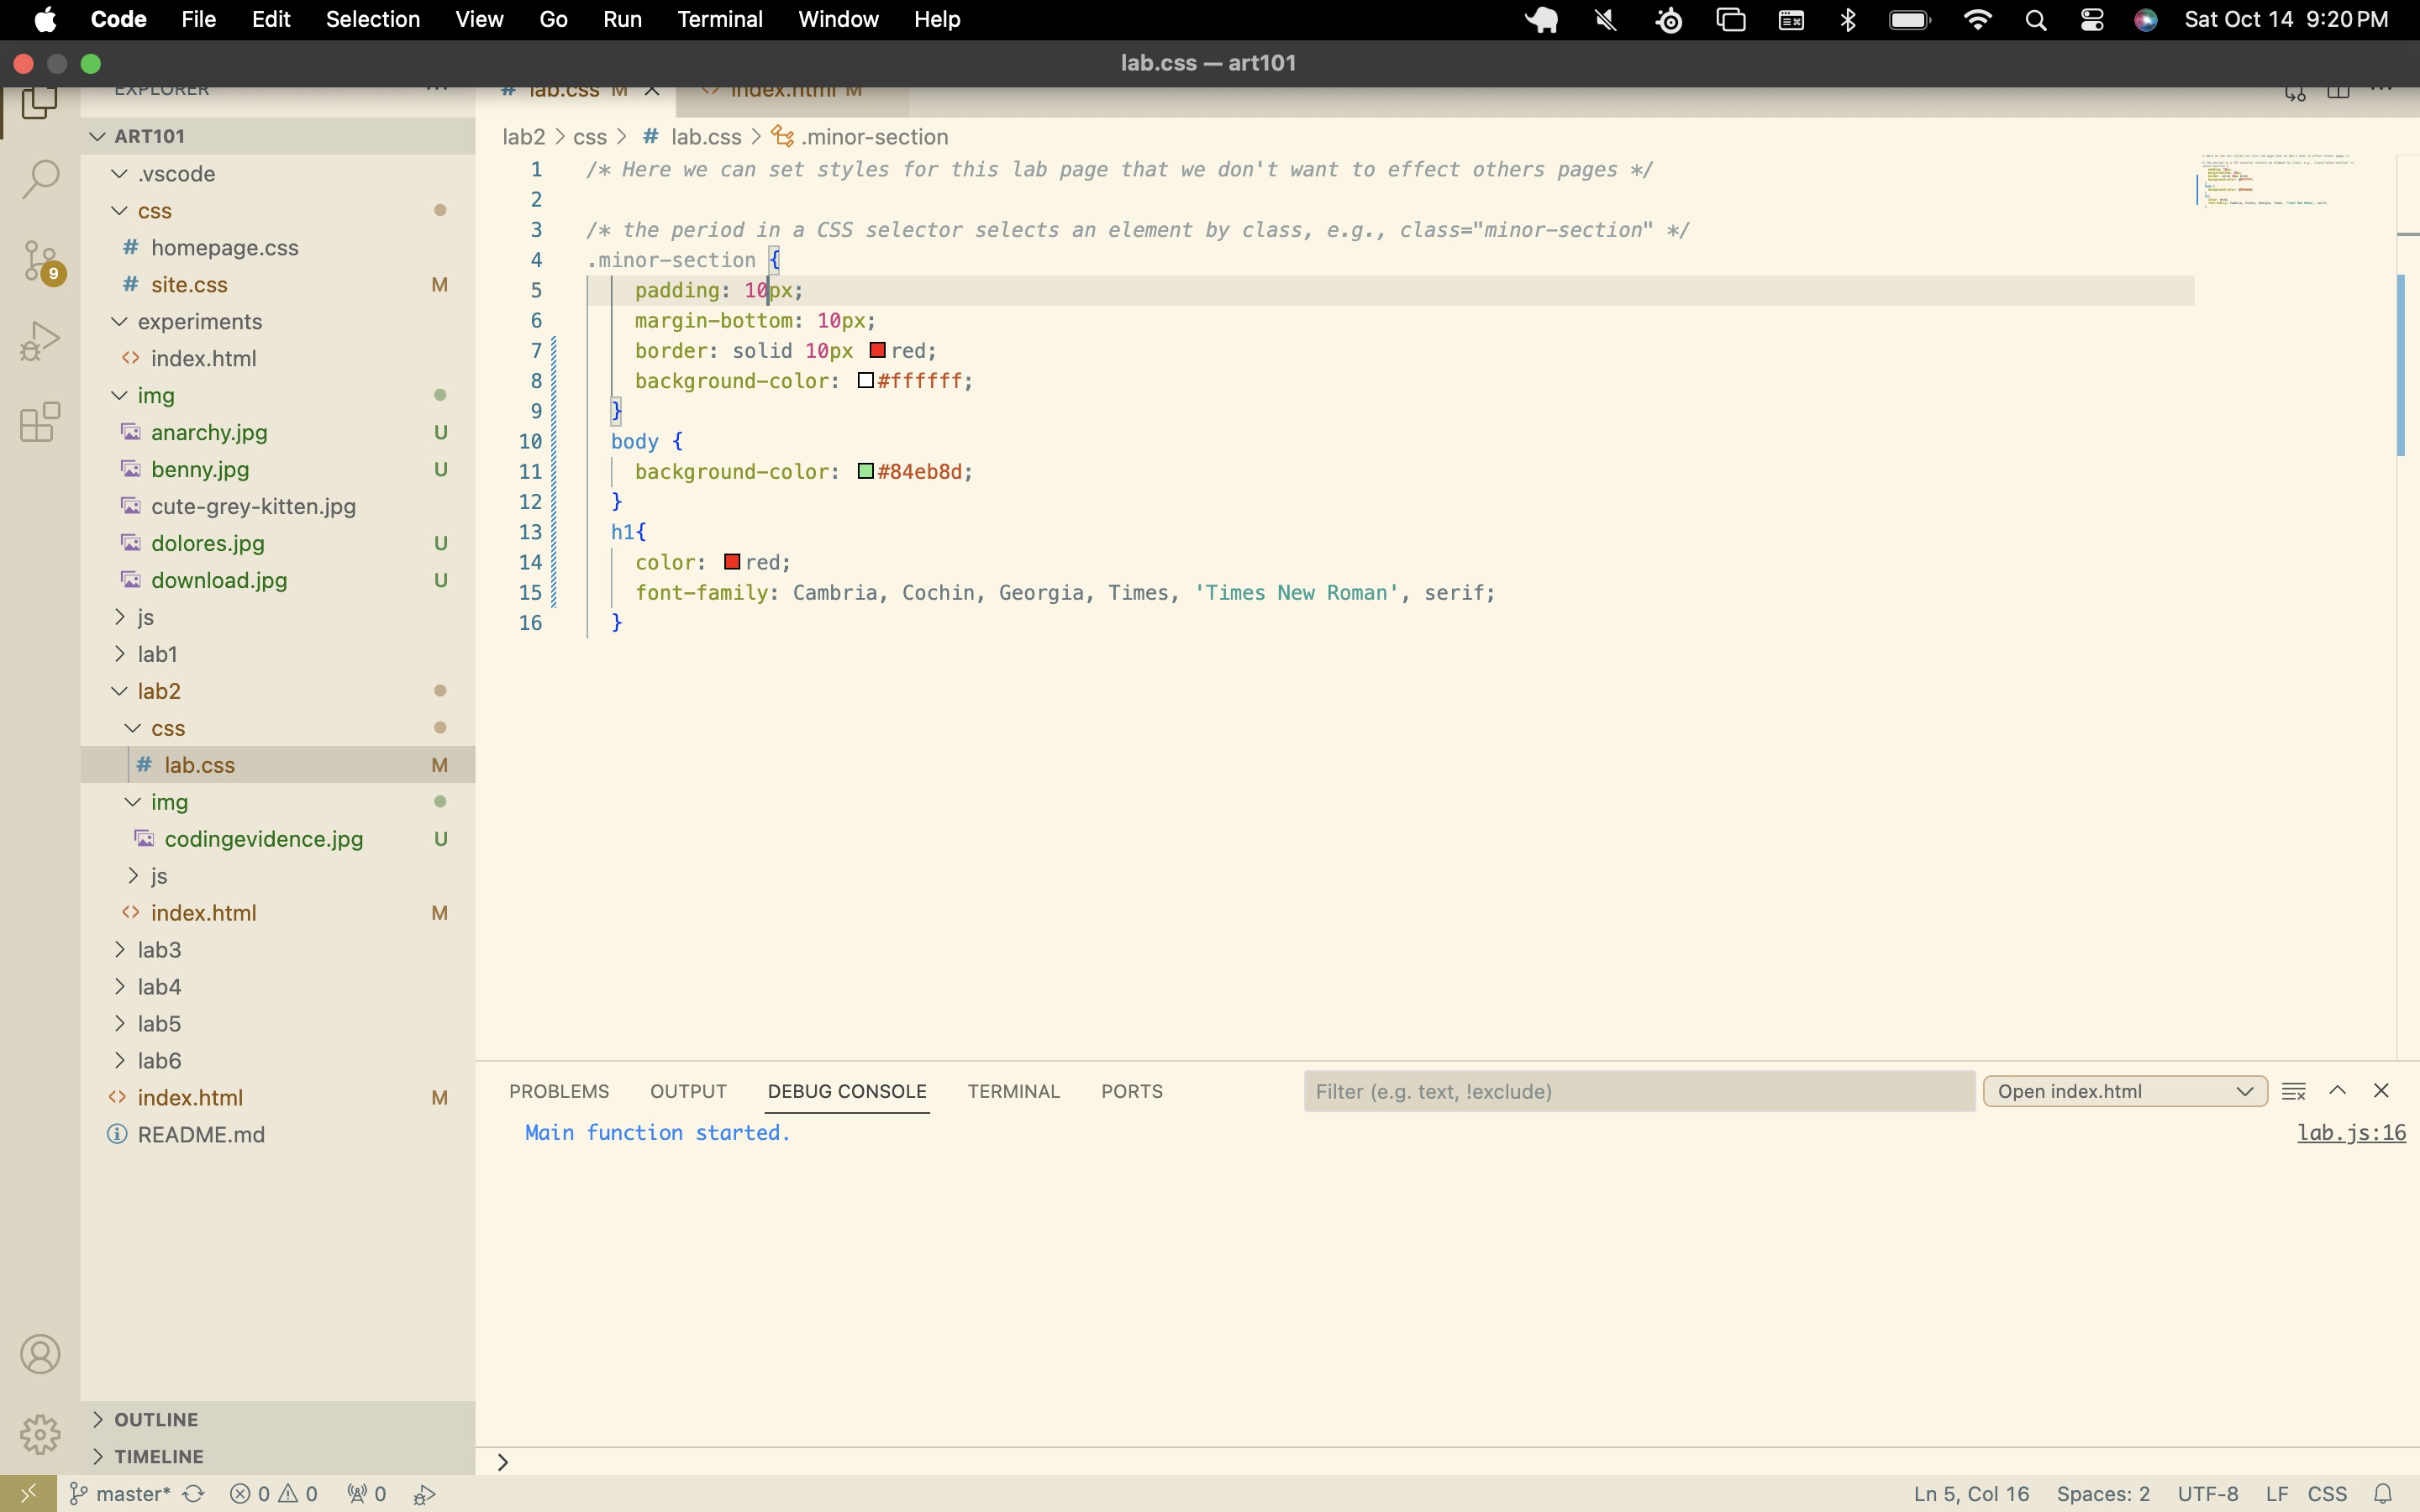 Code File Edit Selection View Go Run Terminal Window Help Sat Oct 14 9:20 PM
lab.css — art101
EXPLORER
# lab.css M
<> index.html M
ART101
.vscode
css
# homepage.css
# site.css M
experiments
<> index.html
img
anarchy.jpg U
benny.jpg U
cute-grey-kitten.jpg
dolores.jpg U
download.jpg U
js
lab1
lab2
css
# lab.css M
img
codingevidence.jpg U
js
<> index.html M
lab3
lab4
lab5
lab6
<> index.html M
README.md
OUTLINE
TIMELINE
9
lab2 > css > # lab.css > .minor-section
1 /* Here we can set styles for this lab page that we don't want to effect others pages */
2
3 /* the period in a CSS selector selects an element by class, e.g., class="minor-section" */
4 .minor-section {
5 padding: 10px;
6 margin-bottom: 10px;
7 border: solid 10px red;
8 background-color: #ffffff;
9 }
10 body {
11 background-color: #84eb8d;
12 }
13 h1{
14 color: red;
15 font-family: Cambria, Cochin, Georgia, Times, 'Times New Roman', serif;
16 }
PROBLEMS OUTPUT DEBUG CONSOLE TERMINAL PORTS Filter (e.g. text, !exclude) Open index.html
Main function started. lab.js:16
>
master* 0 0 0 Ln 5, Col 16 Spaces: 2 UTF-8 LF CSS